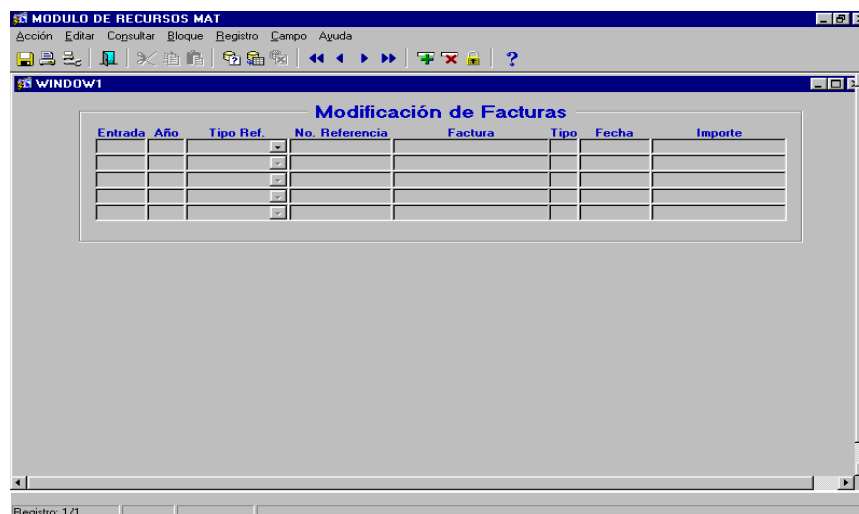 MODULO DE RECURSOS MAT
Acción Editar Consultar Bloque Registro Campo Ayuda
?
WINDOW1
Modificación de Facturas
Entrada Año Tipo Ref. No. Referencia Factura Tipo Fecha Importe
Registro: 1/1